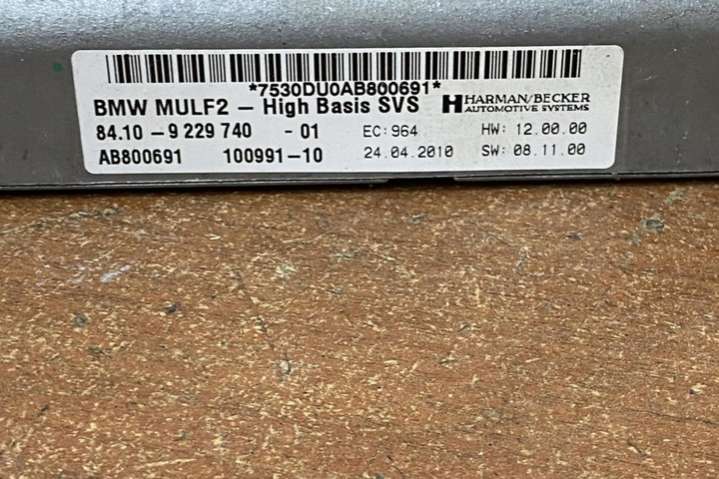 *7530DU0AB800691*
BMW MULF2 – High Basis SVS
HARMAN/BECKER
AUTOMOTIVE SYSTEMS
84.10 – 9 229 740 - 01 EC: 964 HW: 12.00.00
AB800691 100991–10 24.04.2010 SW: 08.11.00